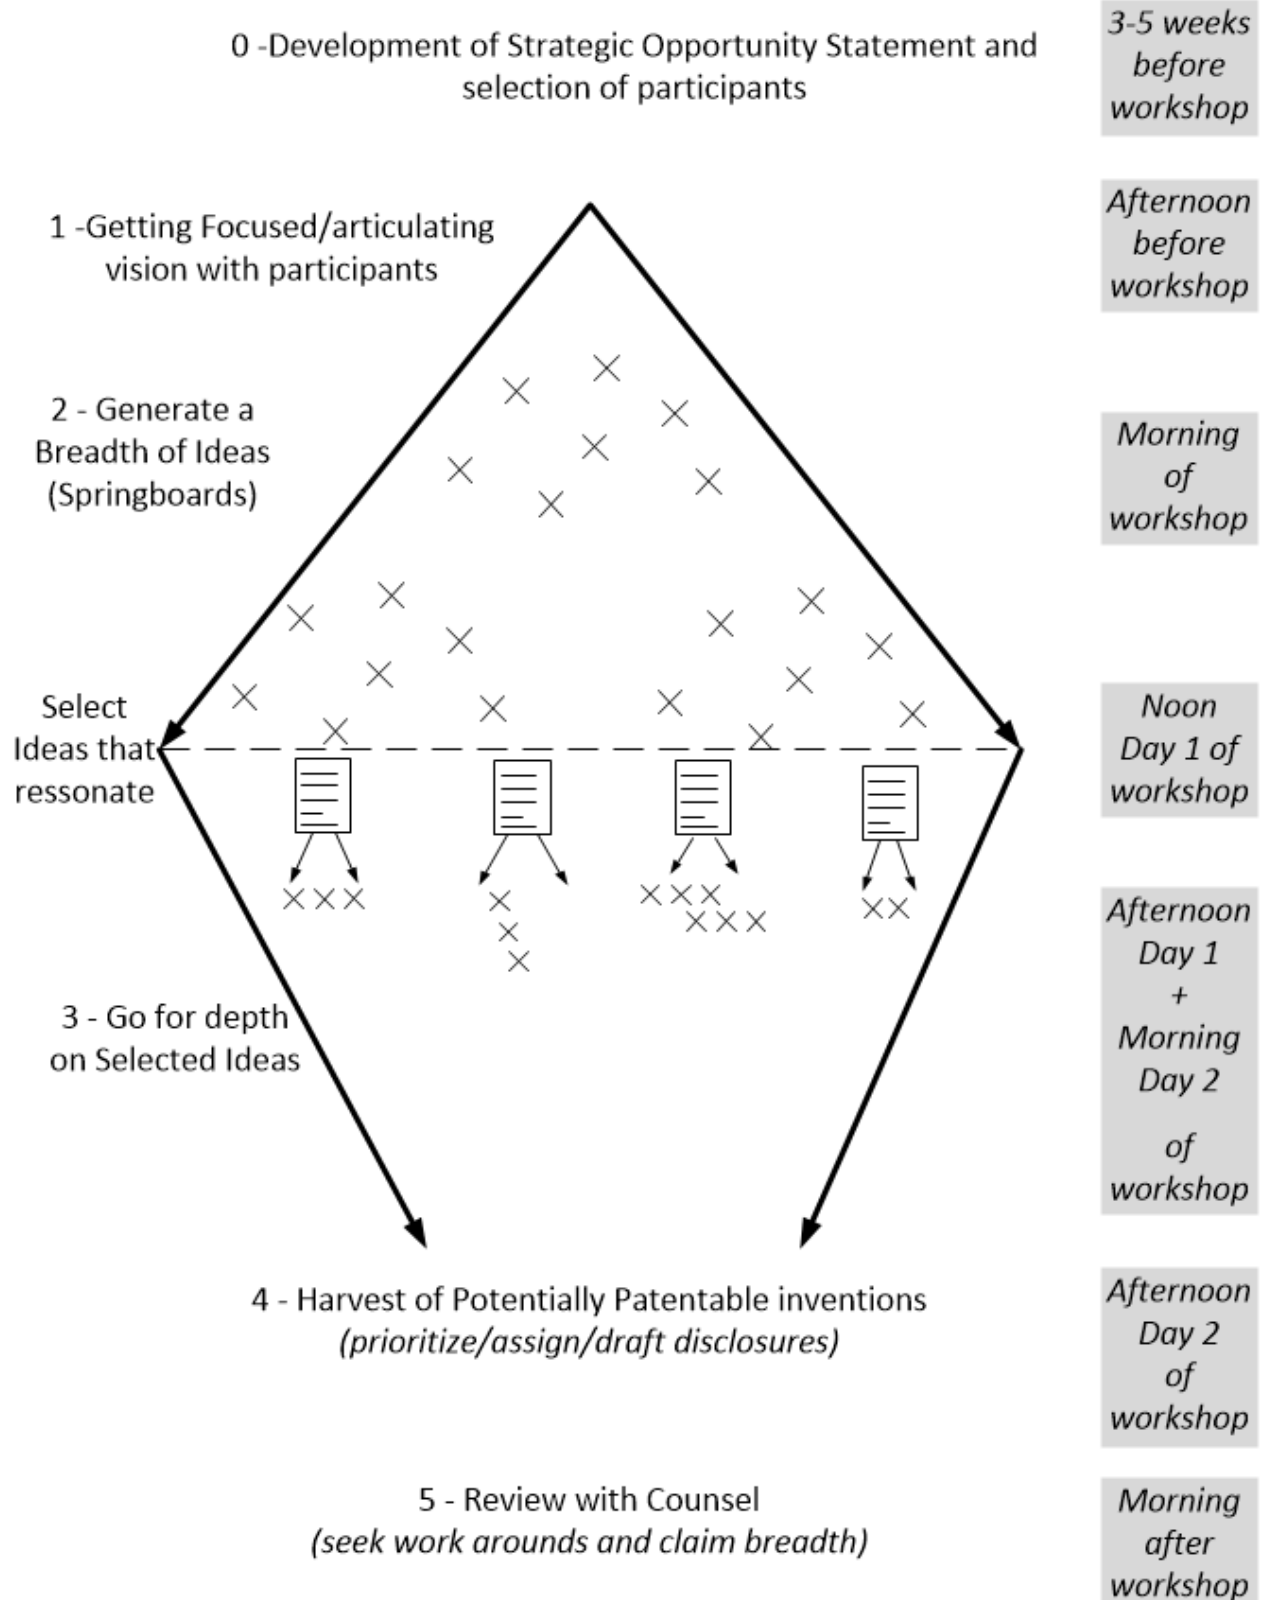 0 -Development of Strategic Opportunity Statement and
selection of participants
3-5 weeks
before
workshop
1 -Getting Focused/articulating
vision with participants
Afternoon
before
workshop
2 - Generate a
Breadth of Ideas
(Springboards)
Morning
of
workshop
Select
Ideas that
ressonate
Noon
Day 1 of
workshop
3 - Go for depth
on Selected Ideas
Afternoon
Day 1
+
Morning
Day 2
of
workshop
4 - Harvest of Potentially Patentable inventions
(prioritize/assign/draft disclosures)
Afternoon
Day 2
of
workshop
5 - Review with Counsel
(seek work arounds and claim breadth)
Morning
after
workshop